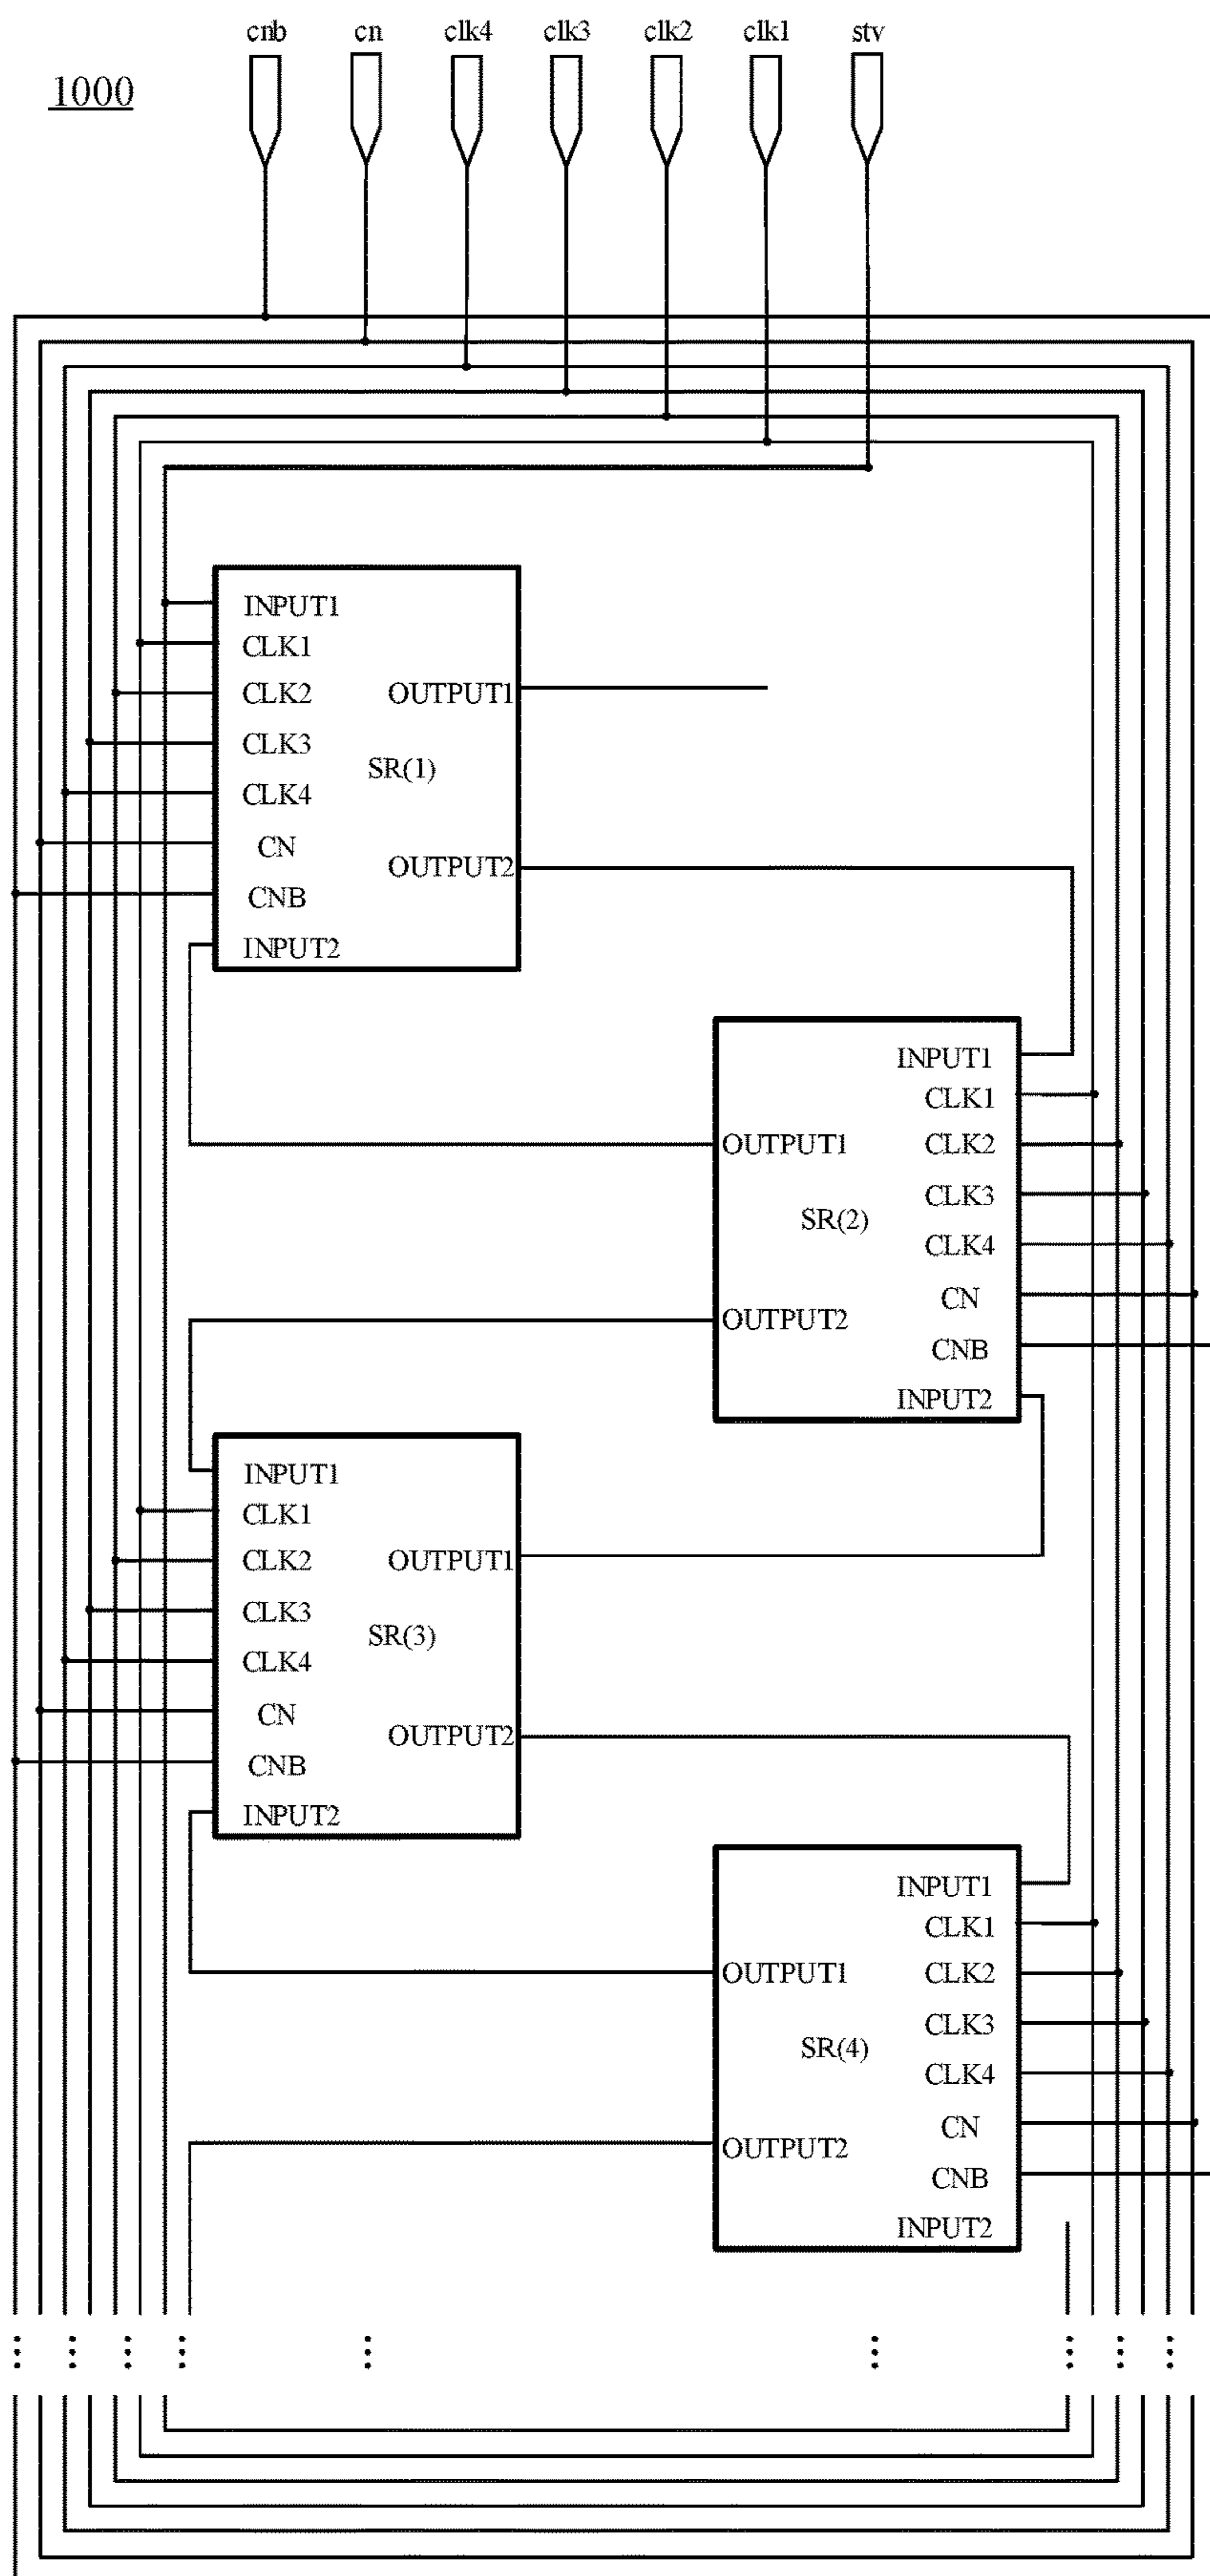 cnb cn clk4 clk3 clk2 clk1 stv
1000
INPUT1
CLK1
CLK2 OUTPUT1
CLK3
SR(1)
CLK4
CN
OUTPUT2
CNB
INPUT2
INPUT1
CLK1
OUTPUT1 CLK2
CLK3
SR(2)
CLK4
CN
OUTPUT2
CNB
INPUT2
INPUT1
CLK1
CLK2 OUTPUT1
CLK3
SR(3)
CLK4
CN
OUTPUT2
CNB
INPUT2
INPUT1
CLK1
OUTPUT1 CLK2
CLK3
SR(4)
CLK4
CN
OUTPUT2
CNB
INPUT2